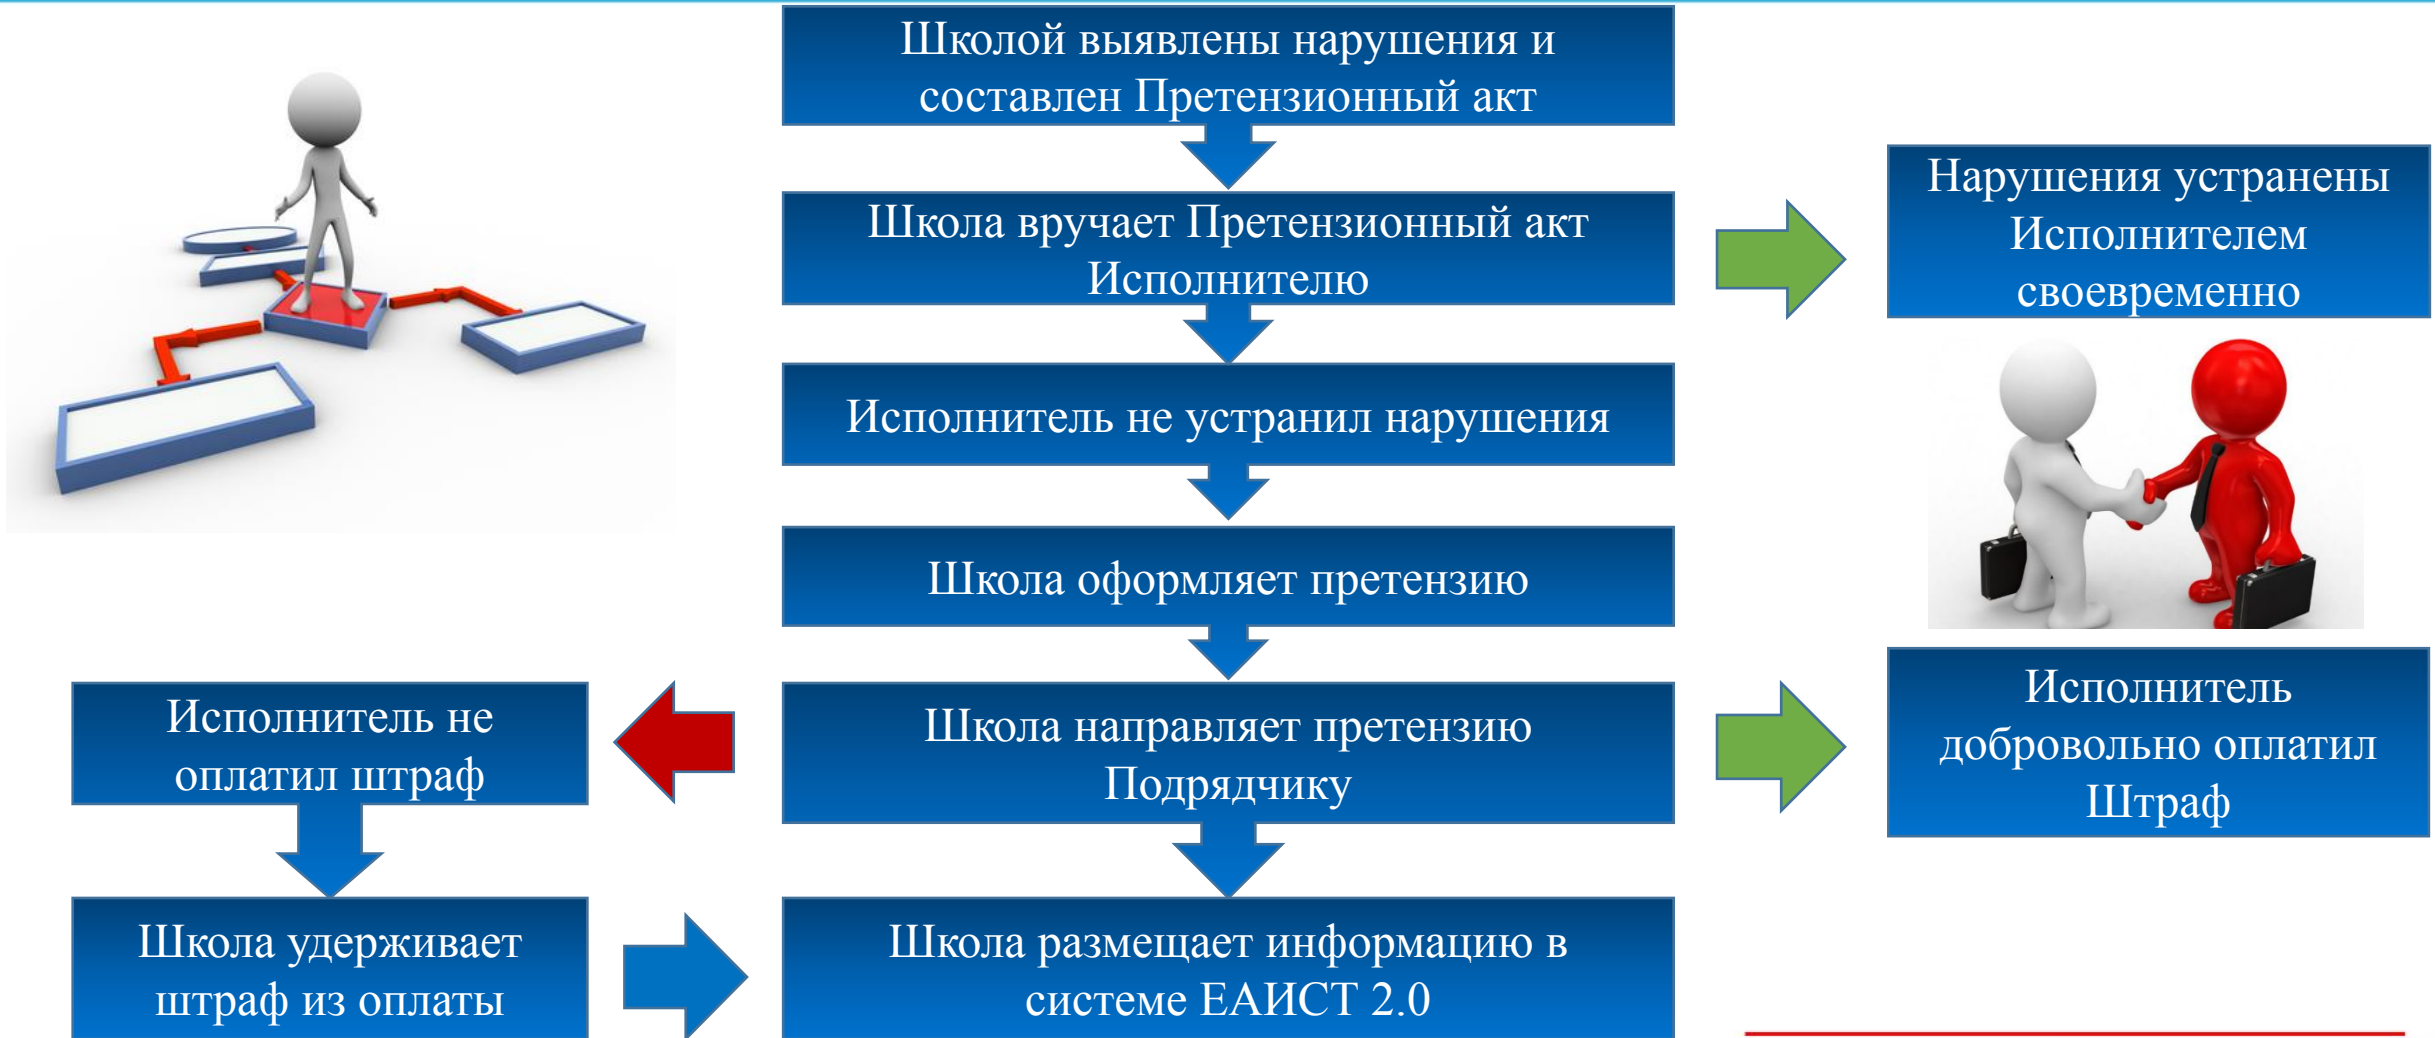 Школой выявлены нарушения и
составлен Претензионный акт
Школа вручает Претензионный акт
Исполнителю
Нарушения устранены
Исполнителем
своевременно
Исполнитель не устранил нарушения
Школа оформляет претензию
Исполнитель не
оплатил штраф
Школа направляет претензию
Подрядчику
Исполнитель
добровольно оплатил
Штраф
Школа удерживает
штраф из оплаты
Школа размещает информацию в
системе ЕАИСТ 2.0